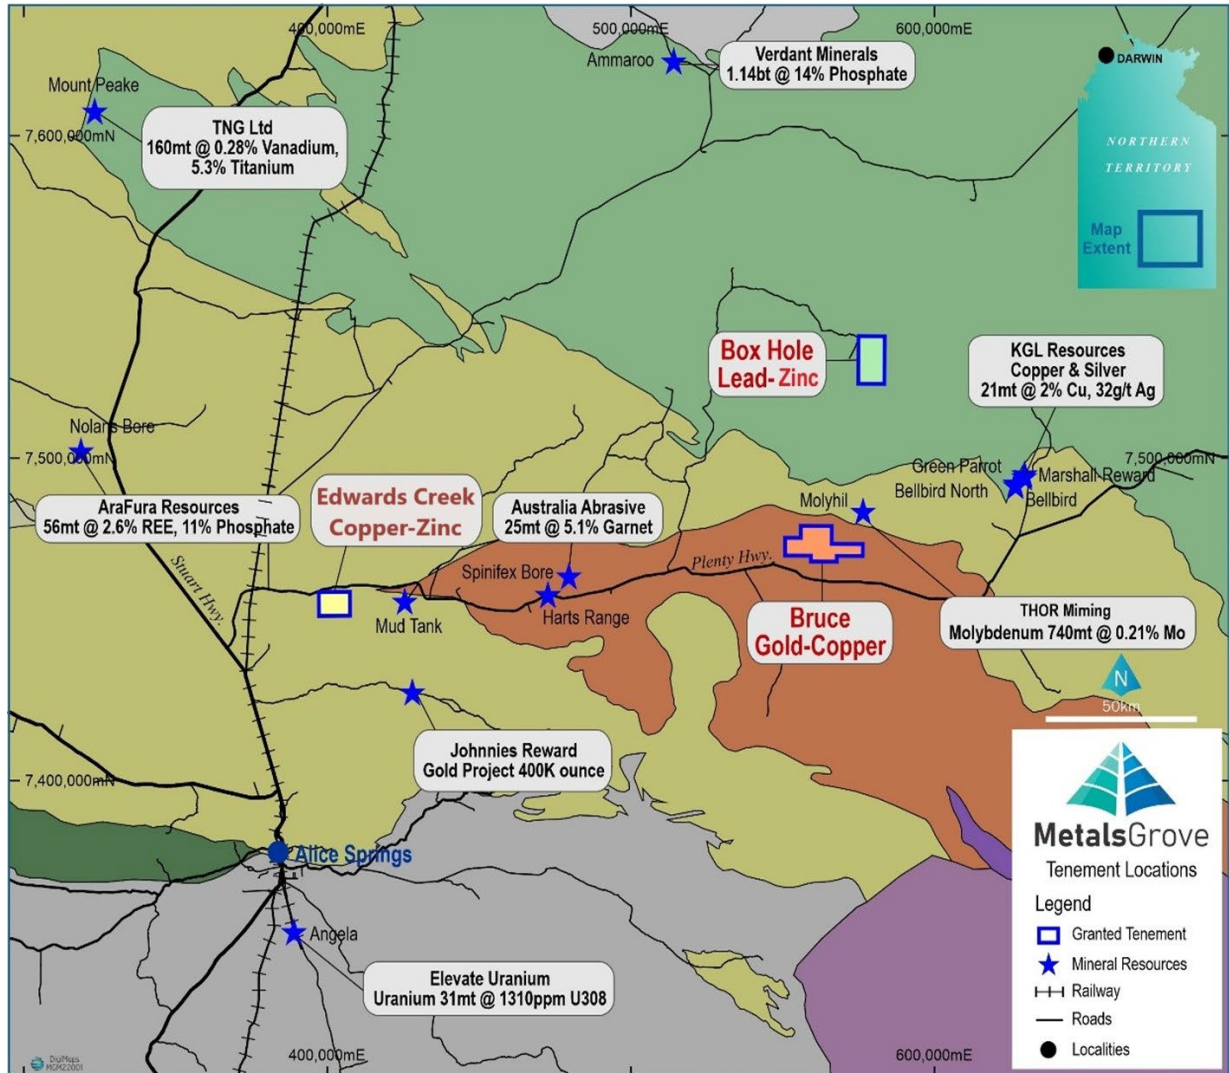 400,000mE
500,000mE
600,000mE
Ammaroo
Verdant Minerals
1.14bt @ 14% Phosphate
DARWIN
Mount Peake
TNG Ltd
160mt @ 0.28% Vanadium,
5.3% Titanium
7,600,000mN
NORTHERN
TERRITORY
Map
Extent
Box Hole
Lead-Zinc
KGL Resources
Copper & Silver
21mt @ 2% Cu, 32g/t Ag
Nolans Bore
7,500,000mN
7,500,000mN
Green Parrot
Marshall-Reward
Bellbird North
Bellbird
AraFura Resources
56mt @ 2.6% REE, 11% Phosphate
Edwards Creek
Copper-Zinc
Australia Abrasive
25mt @ 5.1% Garnet
Molyhil
Stuart Hwy.
Spinifex Bore
Plenty Hwy.
Mud Tank
Harts Range
Bruce
Gold-Copper
THOR Miming
Molybdenum 740mt @ 0.21% Mo
N
50km
Johnnies Reward
Gold Project 400K ounce
7,400,000mN
Alice Springs
Angela
Elevate Uranium
Uranium 31mt @ 1310ppm U308
MetalsGrove
Tenement Locations
Legend
Granted Tenement
Mineral Resources
Railway
Roads
Localities
DigiMaps
MGM22001
400,000mE
600,000mE